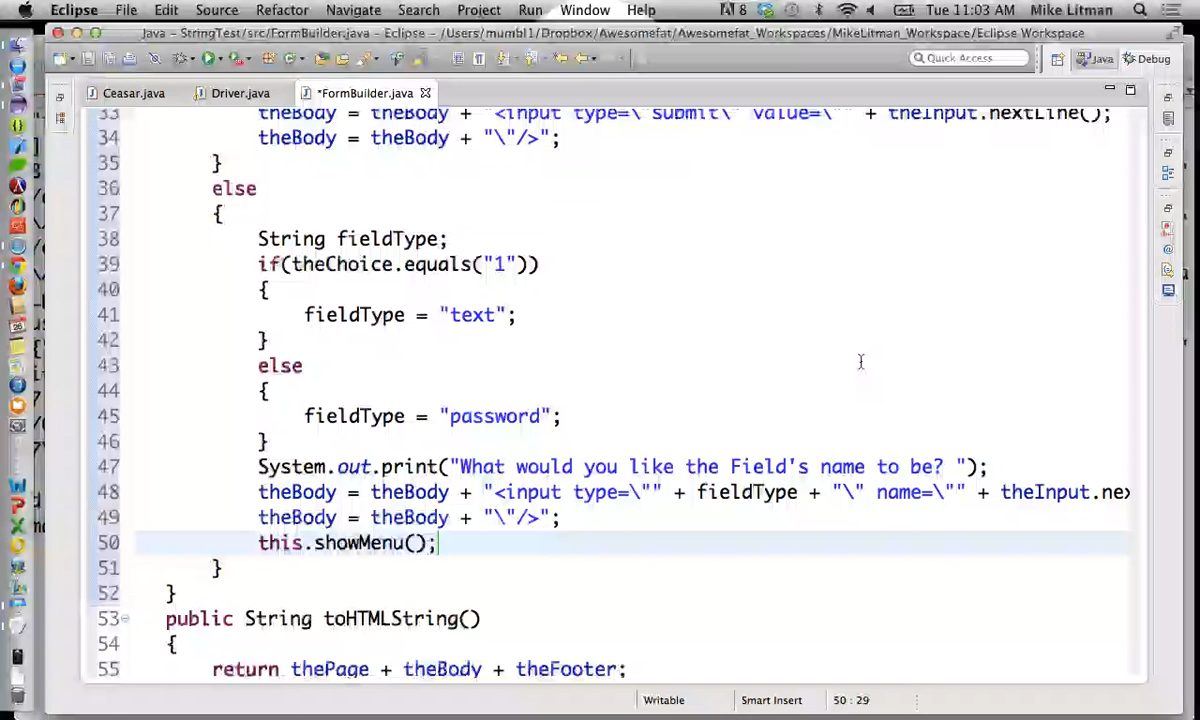 Eclipse File Edit Source Refactor Navigate Search Project Run Window Help 8 Tue 11:03 AM Mike Litman
Java – StringTest/src/FormBuilder.java – Eclipse – /Users/mumbl1/Dropbox/Awesomefat/Awesomefat_Workspaces/MikeLitman_Workspace/Eclipse Workspace
Quick Access Java Debug
Ceasar.java Driver.java *FormBuilder.java
33 theBody = theBody + "<input type=\"submit\" value=\"" + theInput.nextLine();
34 theBody = theBody + "\"/>";
35 }
36 else
37 {
38 String fieldType;
39 if(theChoice.equals("1"))
40 {
41 fieldType = "text";
42 }
43 else
44 {
45 fieldType = "password";
46 }
47 System.out.print("What would you like the Field's name to be? ");
48 theBody = theBody + "<input type=\"" + fieldType + "\" name=\"" + theInput.nex
49 theBody = theBody + "\"/>";
50 this.showMenu();
51 }
52 }
53 public String toHTMLString()
54 {
55 return thePage + theBody + theFooter;
Writable Smart Insert 50 : 29